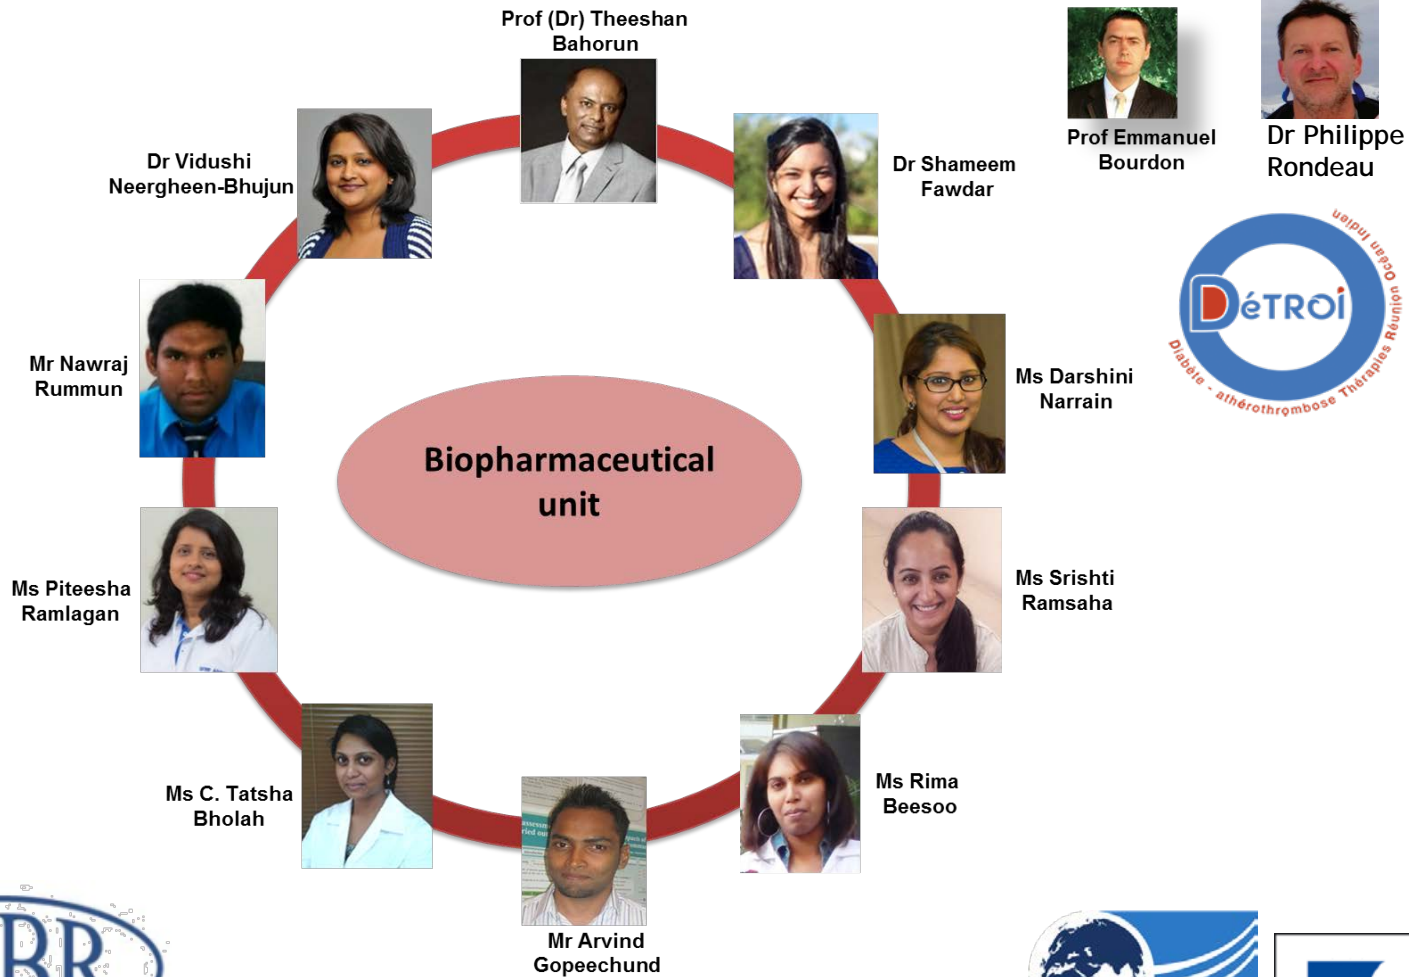 Prof (Dr) Theeshan
Bahorun
Dr Vidushi
Neergheen-Bhujun
Dr Shameem
Fawdar
Prof Emmanuel
Bourdon
Dr Philippe
Rondeau
DéTROI
Diabète - athérothrombose Thérapies Réunion Océan Indien
Mr Nawraj
Rummun
Ms Darshini
Narrain
Biopharmaceutical
unit
Ms Piteesha
Ramlagan
Ms Srishti
Ramsaha
Ms C. Tatsha
Bholah
Ms Rima
Beesoo
Mr Arvind
Gopeechund
BR